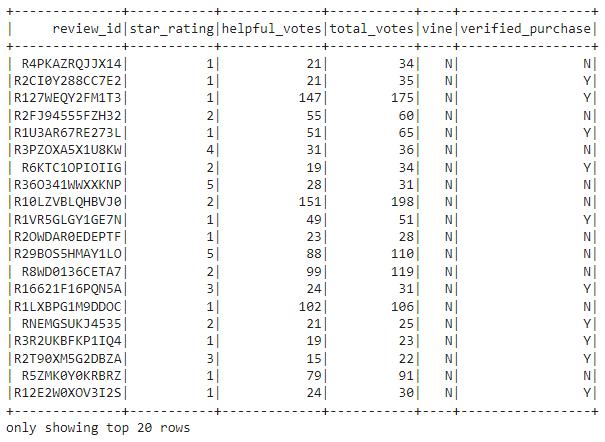 +--------------+-----------+-------------+-----------+----+-----------------+
|     review_id|star_rating|helpful_votes|total_votes|vine|verified_purchase|
+--------------+-----------+-------------+-----------+----+-----------------+
| R4PKAZRQJJX14|          1|           21|         34|   N|                N|
|R2CI0Y288CC7E2|          1|           21|         35|   N|                Y|
|R127WEQY2FM1T3|          1|          147|        175|   N|                Y|
|R2FJ94555FZH32|          2|           55|         60|   N|                N|
|R1U3AR67RE273L|          1|           51|         65|   N|                Y|
|R3PZOXA5X1U8KW|          4|           31|         36|   N|                N|
| R6KTC1OPIOIIG|          2|           19|         34|   N|                Y|
|R36O341WWXXKNP|          5|           28|         31|   N|                N|
|R10LZVBLQHBVJ0|          2|          151|        198|   N|                N|
|R1VR5GLGY1GE7N|          1|           49|         51|   N|                Y|
|R2OWDAR0EDEPTF|          1|           23|         28|   N|                N|
|R29BOS5HMAY1LO|          5|           88|        110|   N|                N|
| R8WD0136CETA7|          2|           99|        119|   N|                N|
|R16621F16PQN5A|          3|           24|         31|   N|                Y|
|R1LXBPG1M9DDOC|          1|          102|        106|   N|                N|
| RNEMGSUKJ4535|          2|           21|         25|   N|                Y|
|R3R2UKBFKP1IQ4|          1|           19|         23|   N|                Y|
|R2T90XM5G2DBZA|          3|           15|         22|   N|                Y|
| R5ZMK0Y0KRBRZ|          1|           79|         91|   N|                N|
|R12E2W0XOV3I2S|          1|           24|         30|   N|                Y|
+--------------+-----------+-------------+-----------+----+-----------------+
only showing top 20 rows